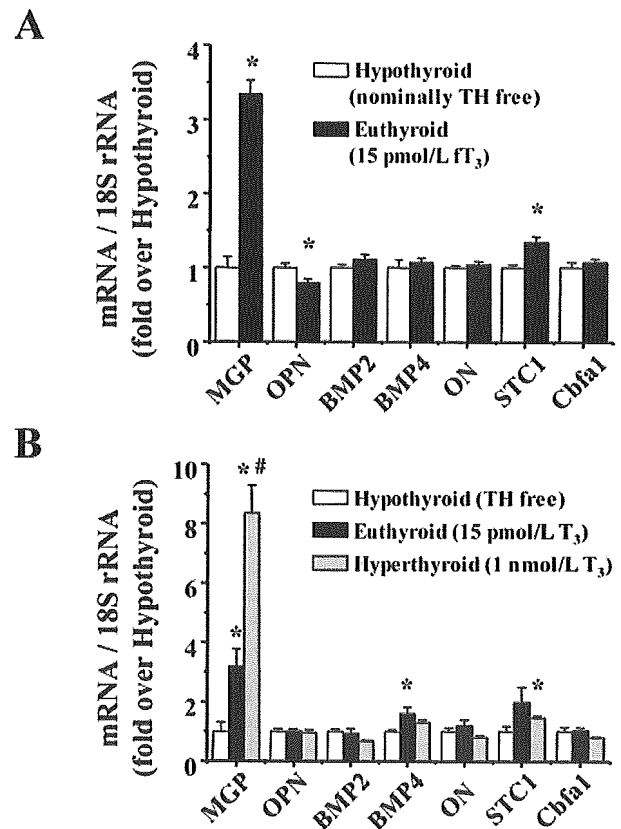 A
mRNA / 18S rRNA
(fold over Hypothyroid)
4
3
2
1
0
Hypothyroid
(nominally TH free)
Euthyroid
(15 pmol/L fT3)
*
*
*
MGP
OPN
BMP2
BMP4
ON
STC1
Cbfa1
B
mRNA / 18S rRNA
(fold over Hypothyroid)
10
8
6
4
2
0
Hypothyroid (TH free)
Euthyroid (15 pmol/L T3)
Hyperthyroid (1 nmol/L T3)
* #
*
*
*
MGP
OPN
BMP2
BMP4
ON
STC1
Cbfa1